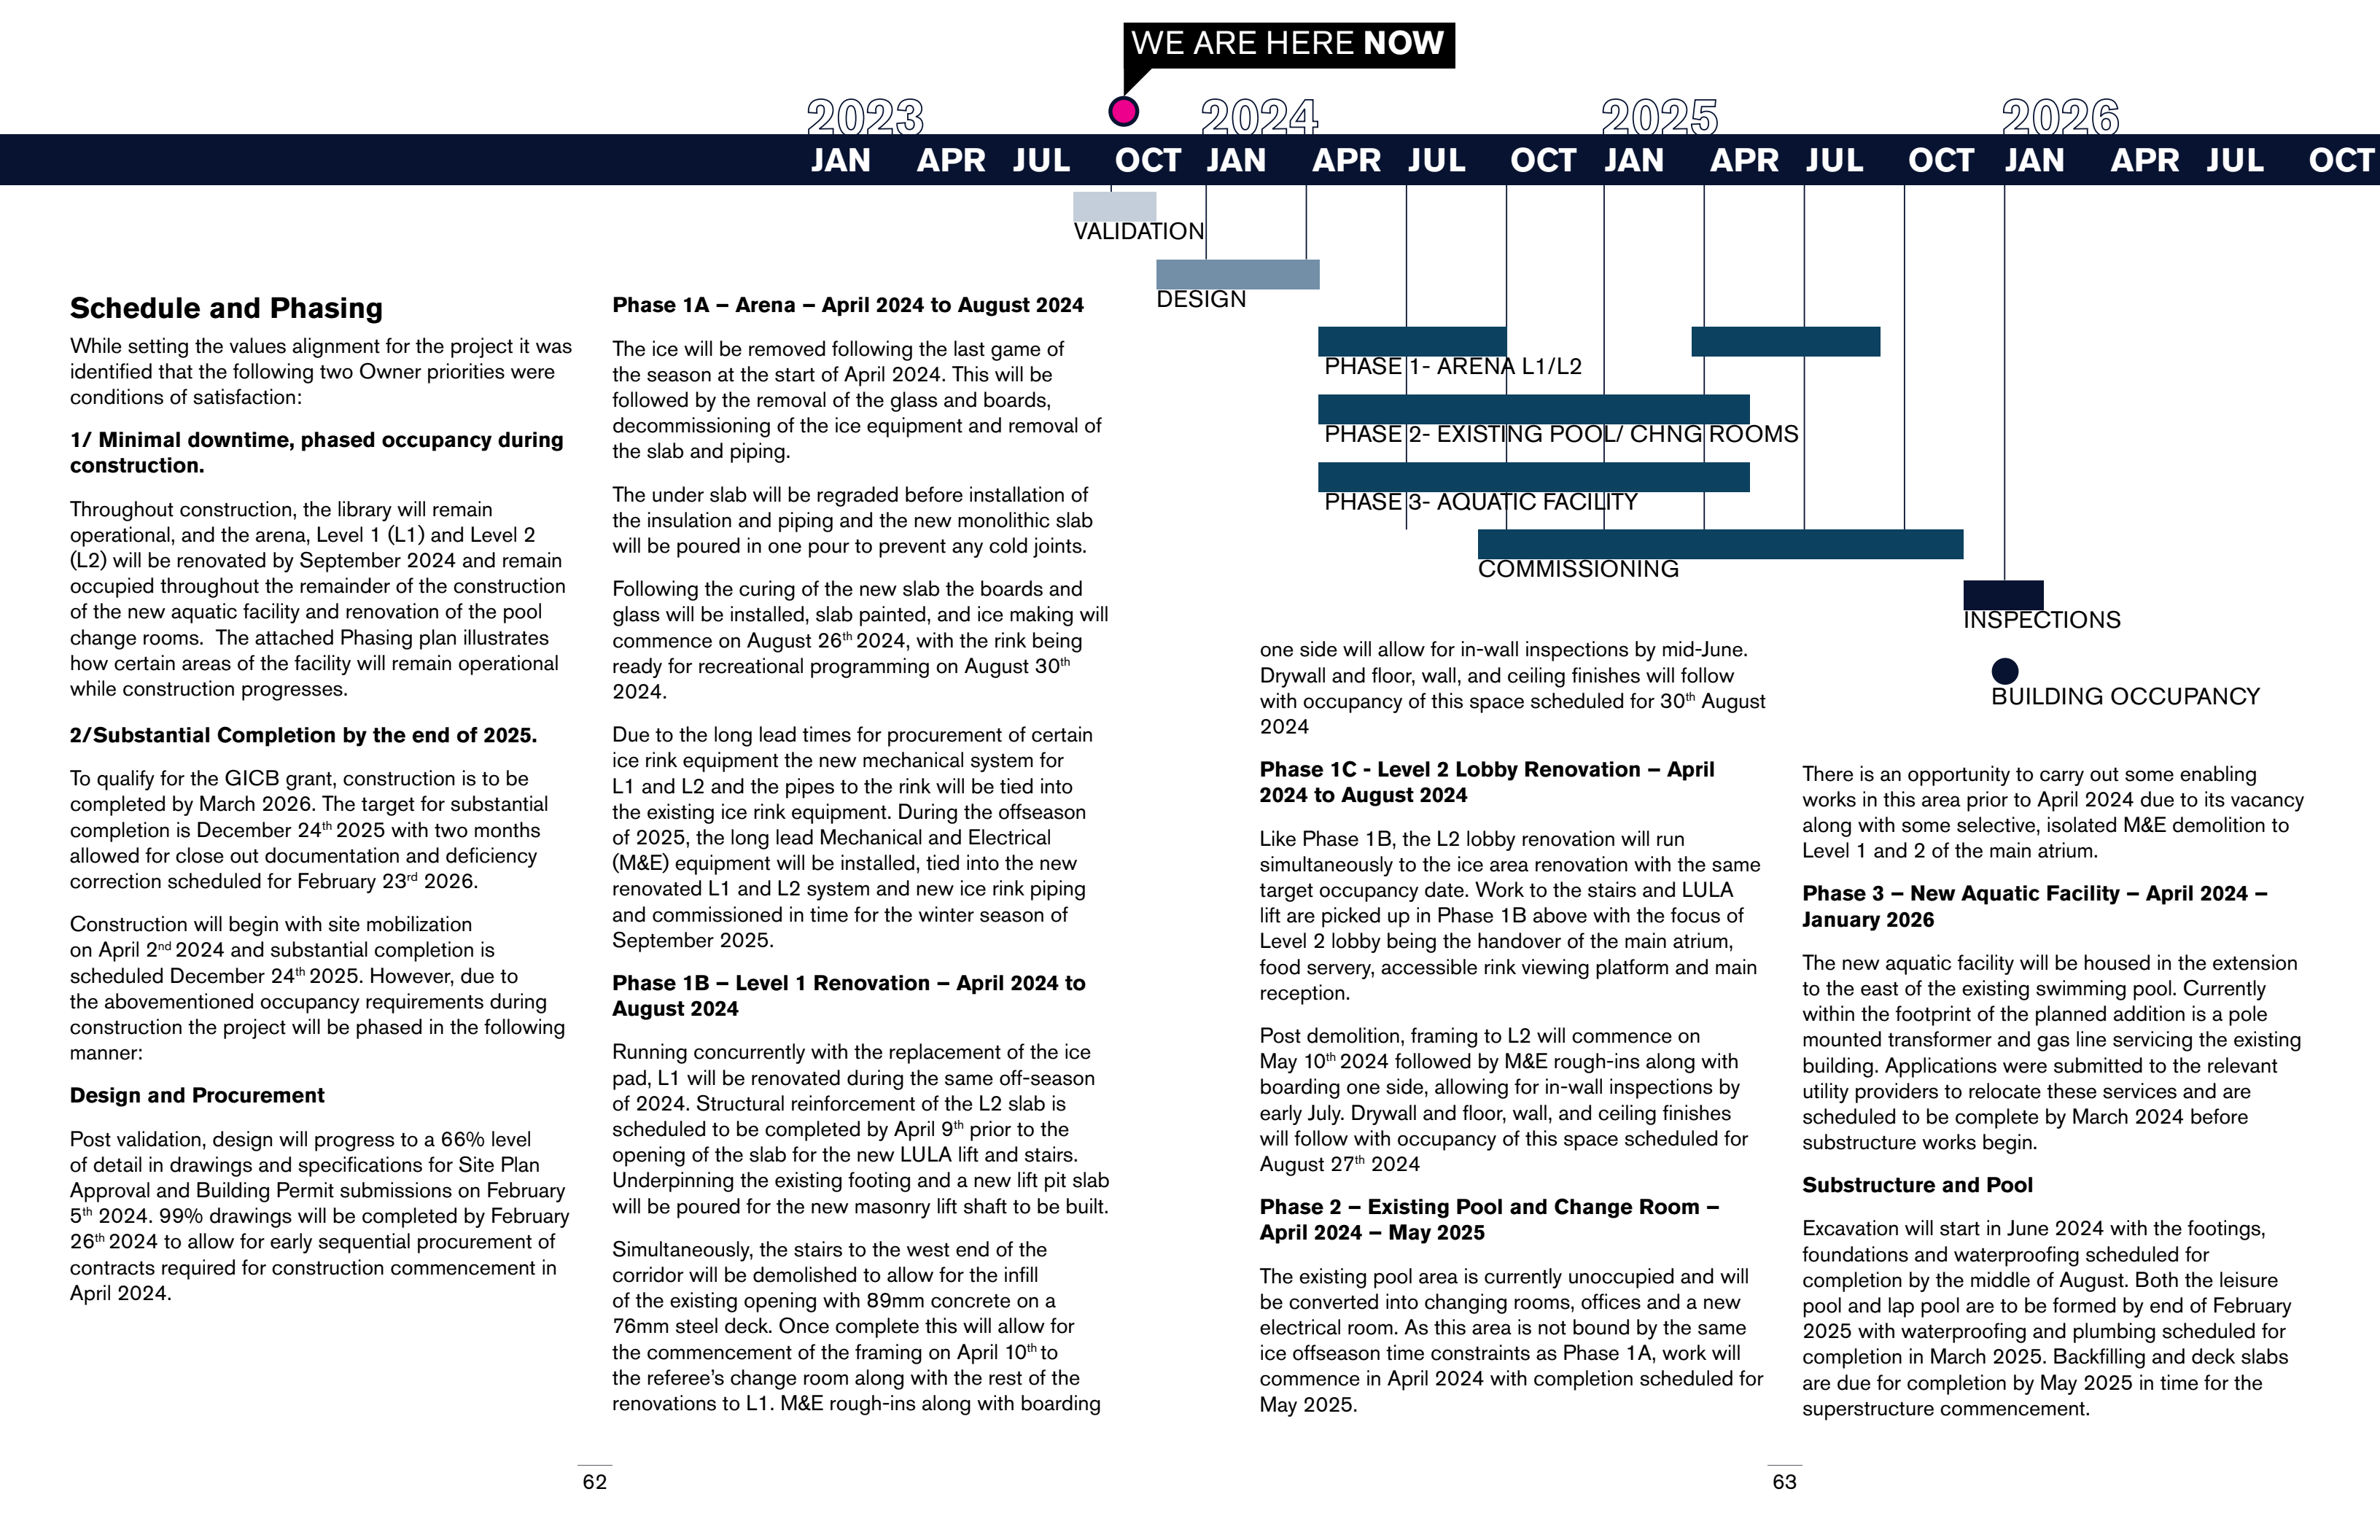 WE ARE HERE NOW
2023 2024 2025 2026
JAN APR JUL OCT JAN APR JUL OCT JAN APR JUL OCT JAN APR JUL OCT
VALIDATION
DESIGN
PHASE 1- ARENA L1/L2
PHASE 2- EXISTING POOL/ CHNG ROOMS
PHASE 3- AQUATIC FACILITY
COMMISSIONING
INSPECTIONS
BUILDING OCCUPANCY
Schedule and Phasing
While setting the values alignment for the project it was
identified that the following two Owner priorities were
conditions of satisfaction:
1/ Minimal downtime, phased occupancy during
construction.
Throughout construction, the library will remain
operational, and the arena, Level 1 (L1) and Level 2
(L2) will be renovated by September 2024 and remain
occupied throughout the remainder of the construction
of the new aquatic facility and renovation of the pool
change rooms.  The attached Phasing plan illustrates
how certain areas of the facility will remain operational
while construction progresses.
2/Substantial Completion by the end of 2025.
To qualify for the GICB grant, construction is to be
completed by March 2026. The target for substantial
completion is December 24th 2025 with two months
allowed for close out documentation and deficiency
correction scheduled for February 23rd 2026.
Construction will begin with site mobilization
on April 2nd 2024 and substantial completion is
scheduled December 24th 2025. However, due to
the abovementioned occupancy requirements during
construction the project will be phased in the following
manner:
Design and Procurement
Post validation, design will progress to a 66% level
of detail in drawings and specifications for Site Plan
Approval and Building Permit submissions on February
5th 2024. 99% drawings will be completed by February
26th 2024 to allow for early sequential procurement of
contracts required for construction commencement in
April 2024.
Phase 1A – Arena – April 2024 to August 2024
The ice will be removed following the last game of
the season at the start of April 2024. This will be
followed by the removal of the glass and boards,
decommissioning of the ice equipment and removal of
the slab and piping.
The under slab will be regraded before installation of
the insulation and piping and the new monolithic slab
will be poured in one pour to prevent any cold joints.
Following the curing of the new slab the boards and
glass will be installed, slab painted, and ice making will
commence on August 26th 2024, with the rink being
ready for recreational programming on August 30th
2024.
Due to the long lead times for procurement of certain
ice rink equipment the new mechanical system for
L1 and L2 and the pipes to the rink will be tied into
the existing ice rink equipment. During the offseason
of 2025, the long lead Mechanical and Electrical
(M&E) equipment will be installed, tied into the new
renovated L1 and L2 system and new ice rink piping
and commissioned in time for the winter season of
September 2025.
Phase 1B – Level 1 Renovation – April 2024 to
August 2024
Running concurrently with the replacement of the ice
pad, L1 will be renovated during the same off-season
of 2024. Structural reinforcement of the L2 slab is
scheduled to be completed by April 9th prior to the
opening of the slab for the new LULA lift and stairs.
Underpinning the existing footing and a new lift pit slab
will be poured for the new masonry lift shaft to be built.
Simultaneously, the stairs to the west end of the
corridor will be demolished to allow for the infill
of the existing opening with 89mm concrete on a
76mm steel deck. Once complete this will allow for
the commencement of the framing on April 10th to
the referee’s change room along with the rest of the
renovations to L1. M&E rough-ins along with boarding
one side will allow for in-wall inspections by mid-June.
Drywall and floor, wall, and ceiling finishes will follow
with occupancy of this space scheduled for 30th August
2024
Phase 1C - Level 2 Lobby Renovation – April
2024 to August 2024
Like Phase 1B, the L2 lobby renovation will run
simultaneously to the ice area renovation with the same
target occupancy date. Work to the stairs and LULA
lift are picked up in Phase 1B above with the focus of
Level 2 lobby being the handover of the main atrium,
food servery, accessible rink viewing platform and main
reception.
Post demolition, framing to L2 will commence on
May 10th 2024 followed by M&E rough-ins along with
boarding one side, allowing for in-wall inspections by
early July. Drywall and floor, wall, and ceiling finishes
will follow with occupancy of this space scheduled for
August 27th 2024
Phase 2 – Existing Pool and Change Room –
April 2024 – May 2025
The existing pool area is currently unoccupied and will
be converted into changing rooms, offices and a new
electrical room. As this area is not bound by the same
ice offseason time constraints as Phase 1A, work will
commence in April 2024 with completion scheduled for
May 2025.
There is an opportunity to carry out some enabling
works in this area prior to April 2024 due to its vacancy
along with some selective, isolated M&E demolition to
Level 1 and 2 of the main atrium.
Phase 3 – New Aquatic Facility – April 2024 –
January 2026
The new aquatic facility will be housed in the extension
to the east of the existing swimming pool. Currently
within the footprint of the planned addition is a pole
mounted transformer and gas line servicing the existing
building. Applications were submitted to the relevant
utility providers to relocate these services and are
scheduled to be complete by March 2024 before
substructure works begin.
Substructure and Pool
Excavation will start in June 2024 with the footings,
foundations and waterproofing scheduled for
completion by the middle of August. Both the leisure
pool and lap pool are to be formed by end of February
2025 with waterproofing and plumbing scheduled for
completion in March 2025. Backfilling and deck slabs
are due for completion by May 2025 in time for the
superstructure commencement.
62
63